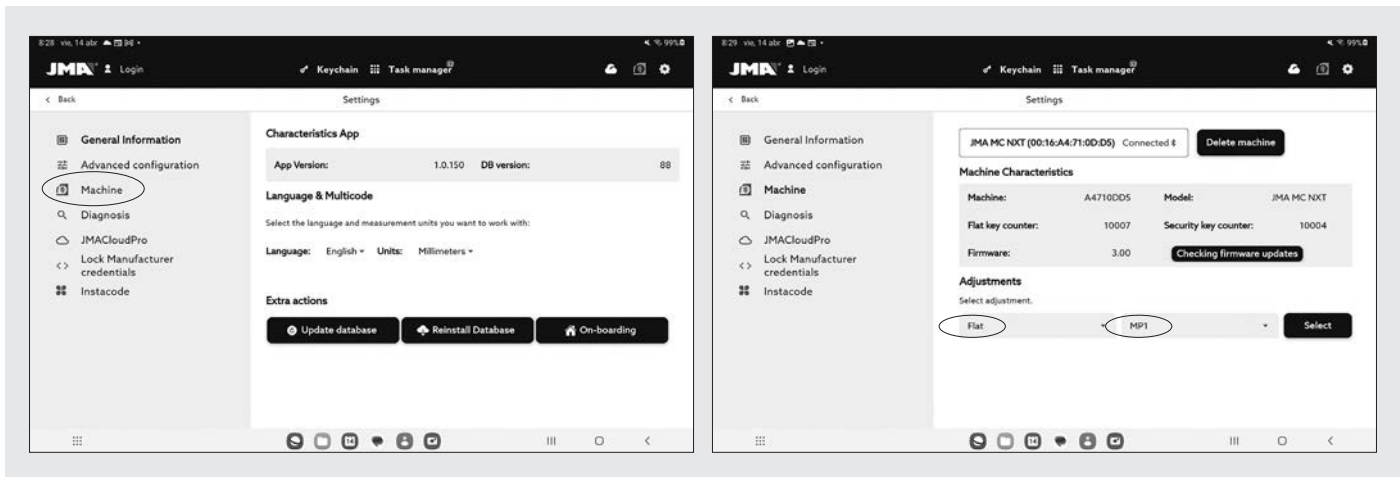 8:28 vie, 14 abr
99%
JMA Login Keychain Task manager
< Back Settings
General Information
Advanced configuration
Machine
Diagnosis
JMACloudPro
Lock Manufacturer
credentials
Instacode
Characteristics App
App Version: 1.0.150 DB version: 88
Language & Multicode
Select the language and measurement units you want to work with:
Language: English Units: Millimeters
Extra actions
Update database Reinstall Database On-boarding
14
8:29 vie, 14 abr
99%
JMA Login Keychain Task manager
< Back Settings
General Information
Advanced configuration
Machine
Diagnosis
JMACloudPro
Lock Manufacturer
credentials
Instacode
JMA MC NXT (00:16:A4:71:0D:D5) Connected Delete machine
Machine Characteristics
Machine: A4710DD5 Model: JMA MC NXT
Flat key counter: 10007 Security key counter: 10004
Firmware: 3.00 Checking firmware updates
Adjustments
Select adjustment.
Flat MP1 Select
14